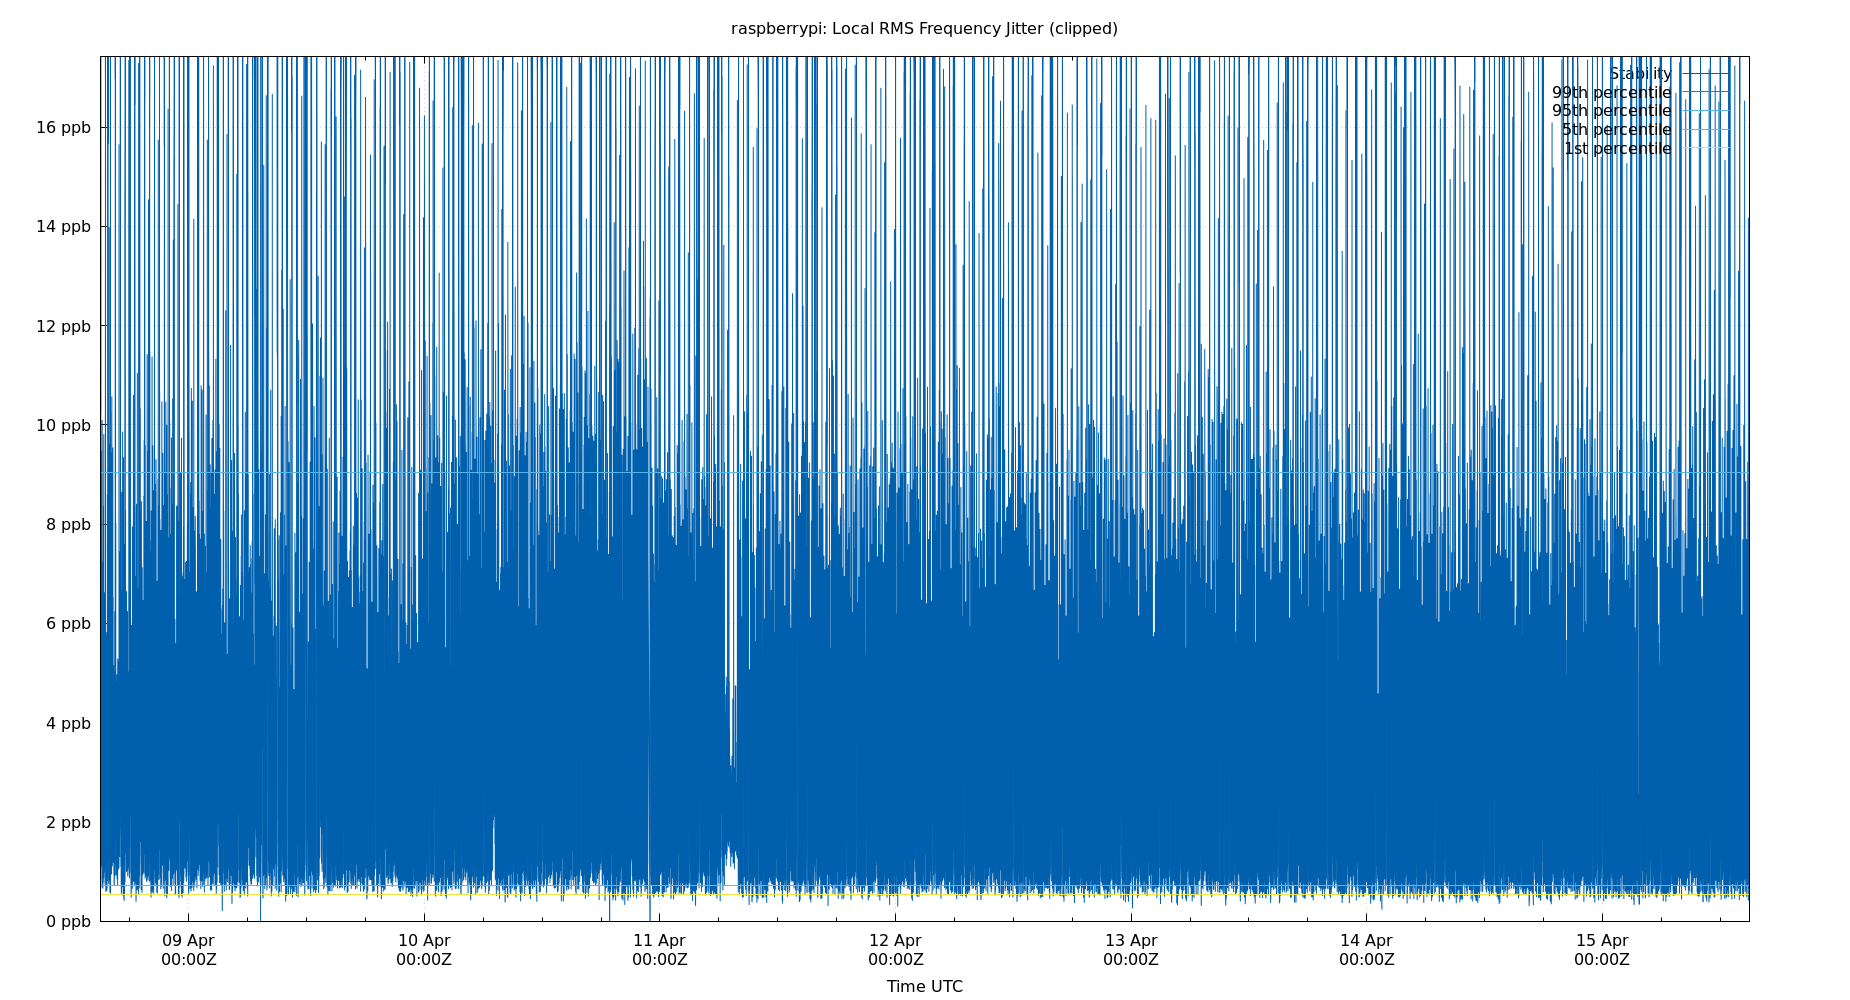 raspberrypi: Local RMS Frequency Jitter (clipped)
Stability
99th percentile
95th percentile
5th percentile
1st percentile
16 ppb
14 ppb
12 ppb
10 ppb
8 ppb
6 ppb
4 ppb
2 ppb
0 ppb
09 Apr 10 Apr 11 Apr 12 Apr 13 Apr 14 Apr 15 Apr
00:00Z 00:00Z 00:00Z 00:00Z 00:00Z 00:00Z 00:00Z
Time UTC